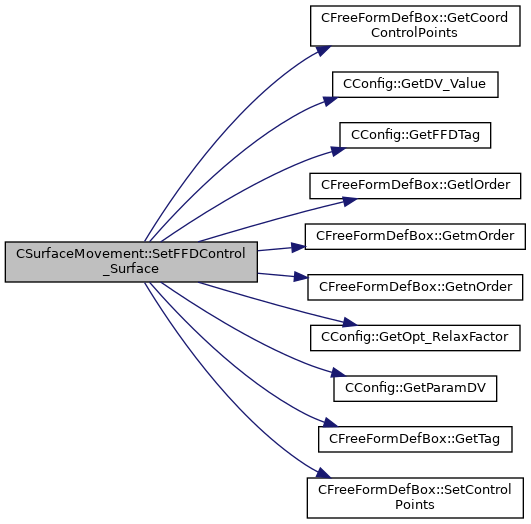 CFreeFormDefBox::GetCoord
ControlPoints
CConfig::GetDV_Value
CConfig::GetFFDTag
CFreeFormDefBox::GetlOrder
CFreeFormDefBox::GetmOrder
CSurfaceMovement::SetFFDControl
_Surface
CFreeFormDefBox::GetnOrder
CConfig::GetOpt_RelaxFactor
CConfig::GetParamDV
CFreeFormDefBox::GetTag
CFreeFormDefBox::SetControl
Points